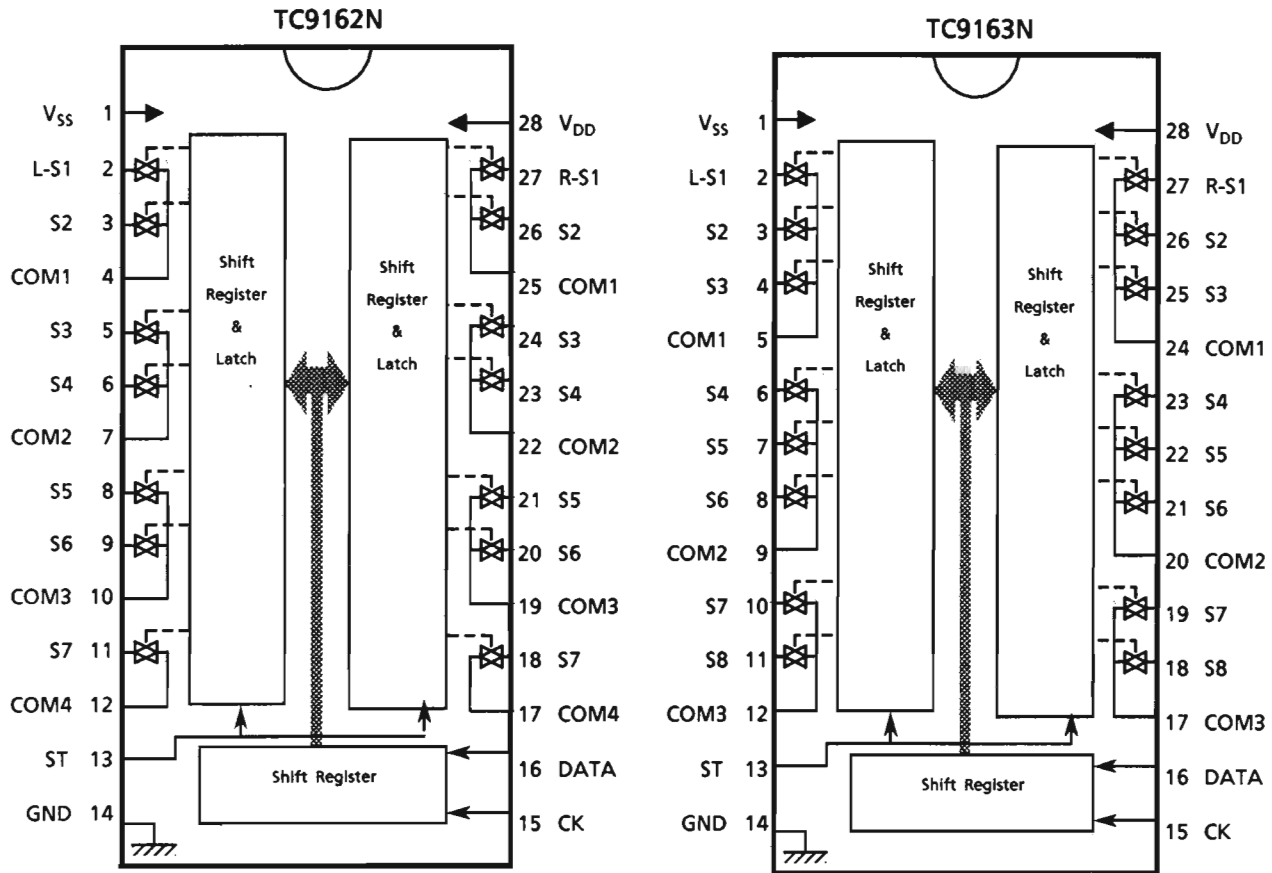 TC9162N
VSS 1
L-S1 2
S2 3
COM1 4
S3 5
S4 6
COM2 7
S5 8
S6 9
COM3 10
S7 11
COM4 12
ST 13
GND 14
28 VDD
27 R-S1
26 S2
25 COM1
24 S3
23 S4
22 COM2
21 S5
20 S6
19 COM3
18 S7
17 COM4
16 DATA
15 CK
Shift
Register
&
Latch
Shift
Register
&
Latch
Shift Register
TC9163N
VSS 1
L-S1 2
S2 3
S3 4
COM1 5
S4 6
S5 7
S6 8
COM2 9
S7 10
S8 11
COM3 12
ST 13
GND 14
28 VDD
27 R-S1
26 S2
25 S3
24 COM1
23 S4
22 S5
21 S6
20 COM2
19 S7
18 S8
17 COM3
16 DATA
15 CK
Shift
Register
&
Latch
Shift
Register
&
Latch
Shift Register